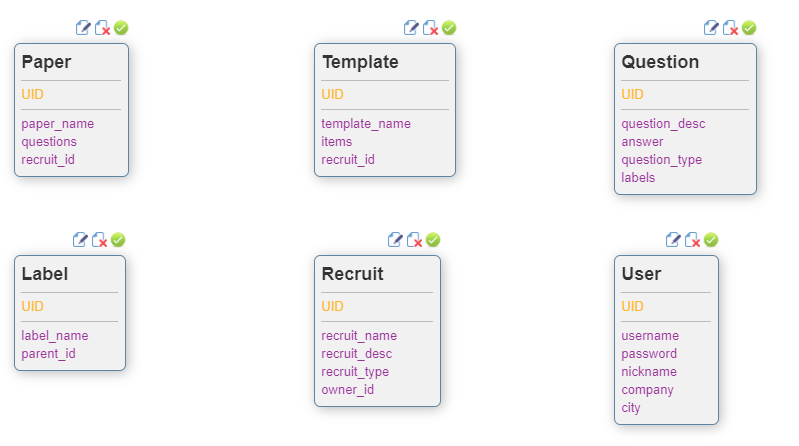 Paper
UID
paper_name
questions
recruit_id
Template
UID
template_name
items
recruit_id
Question
UID
question_desc
answer
question_type
labels
Label
UID
label_name
parent_id
Recruit
UID
recruit_name
recruit_desc
recruit_type
owner_id
User
UID
username
password
nickname
company
city